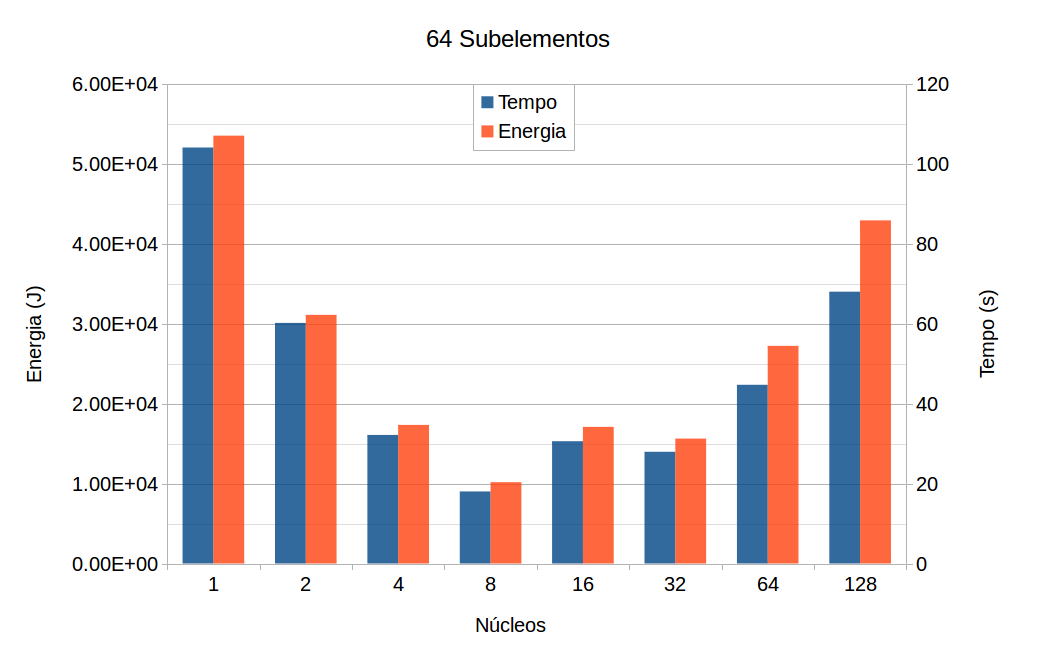 64 Subelementos
Tempo
Energia
6.00E+04
5.00E+04
4.00E+04
3.00E+04
2.00E+04
1.00E+04
0.00E+00
Energia (J)
120
100
80
60
40
20
0
Tempo (s)
1 2 4 8 16 32 64 128
Núcleos